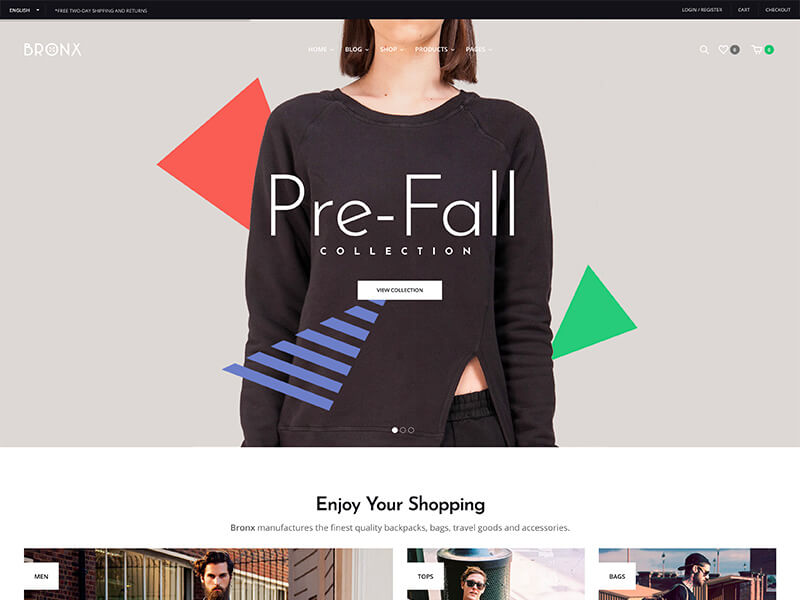 ENGLISH
*FREE TWO-DAY SHIPPING AND RETURNS
LOGIN / REGISTER
CART
CHECKOUT
BRONX
HOME
BLOG
SHOP
PRODUCTS
PAGES
0
0
Pre-Fall
COLLECTION
VIEW COLLECTION
Enjoy Your Shopping
Bronx manufactures the finest quality backpacks, bags, travel goods and accessories.
MEN
TOPS
BAGS